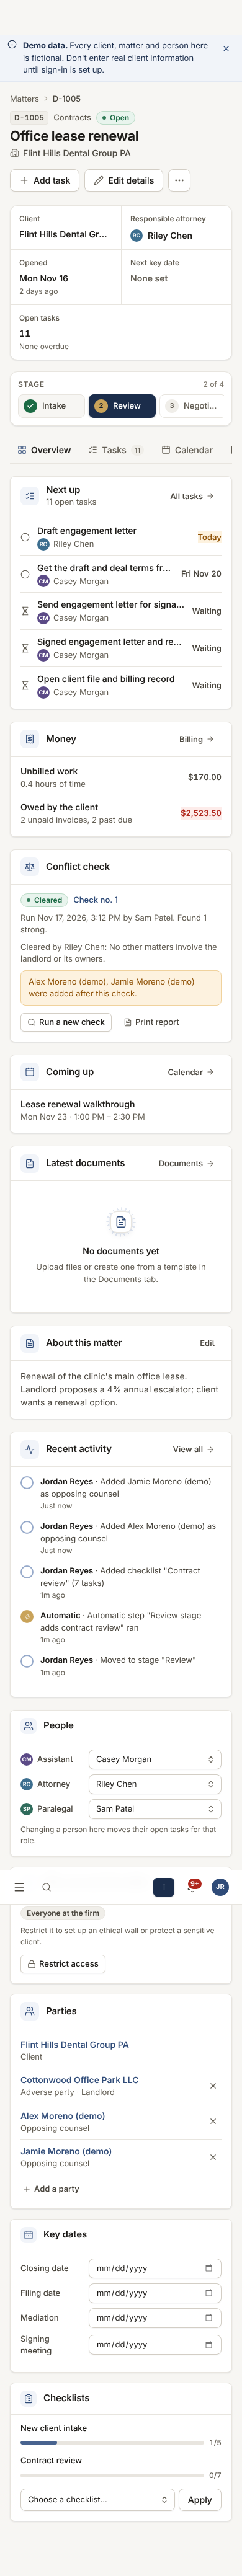 Demo data. Every client, matter and person here
is fictional. Don't enter real client information
until sign-in is set up.
Matters > D-1005
D-1005 Contracts Open
Office lease renewal
Flint Hills Dental Group PA
Add task Edit details
Client
Flint Hills Dental Gr...
Responsible attorney
RC Riley Chen
Opened
Mon Nov 16
2 days ago
Next key date
None set
Open tasks
11
None overdue
STAGE 2 of 4
Intake 2 Review 3 Negoti...
Overview Tasks 11 Calendar
Next up
11 open tasks
All tasks →
Draft engagement letter
RC Riley Chen
Today
Get the draft and deal terms fr...
CM Casey Morgan
Fri Nov 20
Send engagement letter for signa...
CM Casey Morgan
Waiting
Signed engagement letter and re...
CM Casey Morgan
Waiting
Open client file and billing record
CM Casey Morgan
Waiting
Money Billing →
Unbilled work
0.4 hours of time
$170.00
Owed by the client
2 unpaid invoices, 2 past due
$2,523.50
Conflict check
Cleared Check no. 1
Run Nov 17, 2026, 3:12 PM by Sam Patel. Found 1
strong.
Cleared by Riley Chen: No other matters involve the
landlord or its owners.
Alex Moreno (demo), Jamie Moreno (demo)
were added after this check.
Run a new check Print report
Coming up Calendar →
Lease renewal walkthrough
Mon Nov 23 · 1:00 PM – 2:30 PM
Latest documents Documents →
No documents yet
Upload files or create one from a template in
the Documents tab.
About this matter Edit
Renewal of the clinic's main office lease.
Landlord proposes a 4% annual escalator; client
wants a renewal option.
Recent activity View all →
Jordan Reyes · Added Jamie Moreno (demo)
as opposing counsel
Just now
Jordan Reyes · Added Alex Moreno (demo) as
opposing counsel
Just now
Jordan Reyes · Added checklist "Contract
review" (7 tasks)
1m ago
Automatic · Automatic step "Review stage
adds contract review" ran
1m ago
Jordan Reyes · Moved to stage "Review"
1m ago
People
CM Assistant Casey Morgan
RC Attorney Riley Chen
SP Paralegal Sam Patel
Changing a person here moves their open tasks for that
role.
9+ JR
Everyone at the firm
Restrict it to set up an ethical wall or protect a sensitive
client.
Restrict access
Parties
Flint Hills Dental Group PA
Client
Cottonwood Office Park LLC
Adverse party · Landlord
Alex Moreno (demo)
Opposing counsel
Jamie Moreno (demo)
Opposing counsel
Add a party
Key dates
Closing date mm/dd/yyyy
Filing date mm/dd/yyyy
Mediation mm/dd/yyyy
Signing
meeting
mm/dd/yyyy
Checklists
New client intake
1/5
Contract review
0/7
Choose a checklist... Apply